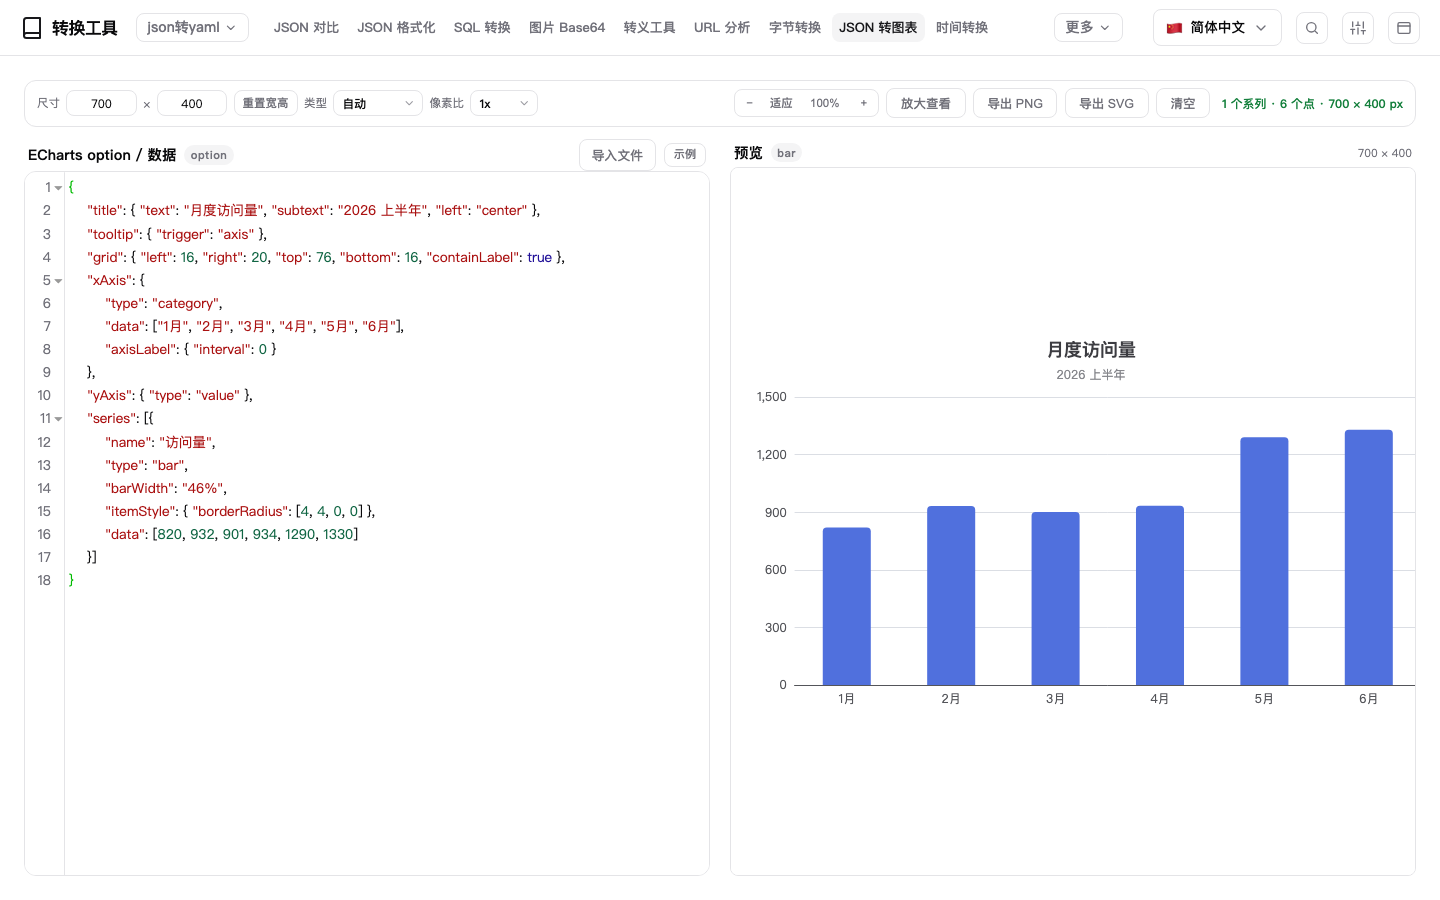 转换工具
json转yaml
JSON 对比
JSON 格式化
SQL 转换
图片 Base64
转义工具
URL 分析
字节转换
JSON 转图表
时间转换
更多
简体中文
尺寸 700 × 400 重置宽高 类型 自动 像素比 1x
− 适应 100% +
放大查看
导出 PNG
导出 SVG
清空
1 个系列 · 6 个点 · 700 × 400 px
ECharts option / 数据 option
导入文件
示例
1 {
2 "title": { "text": "月度访问量", "subtext": "2026 上半年", "left": "center" },
3 "tooltip": { "trigger": "axis" },
4 "grid": { "left": 16, "right": 20, "top": 76, "bottom": 16, "containLabel": true },
5 "xAxis": {
6 "type": "category",
7 "data": ["1月", "2月", "3月", "4月", "5月", "6月"],
8 "axisLabel": { "interval": 0 }
9 },
10 "yAxis": { "type": "value" },
11 "series": [{
12 "name": "访问量",
13 "type": "bar",
14 "barWidth": "46%",
15 "itemStyle": { "borderRadius": [4, 4, 0, 0] },
16 "data": [820, 932, 901, 934, 1290, 1330]
17 }]
18 }
预览 bar
700 × 400
月度访问量
2026 上半年
1,500
1,200
900
600
300
0
1月 2月 3月 4月 5月 6月